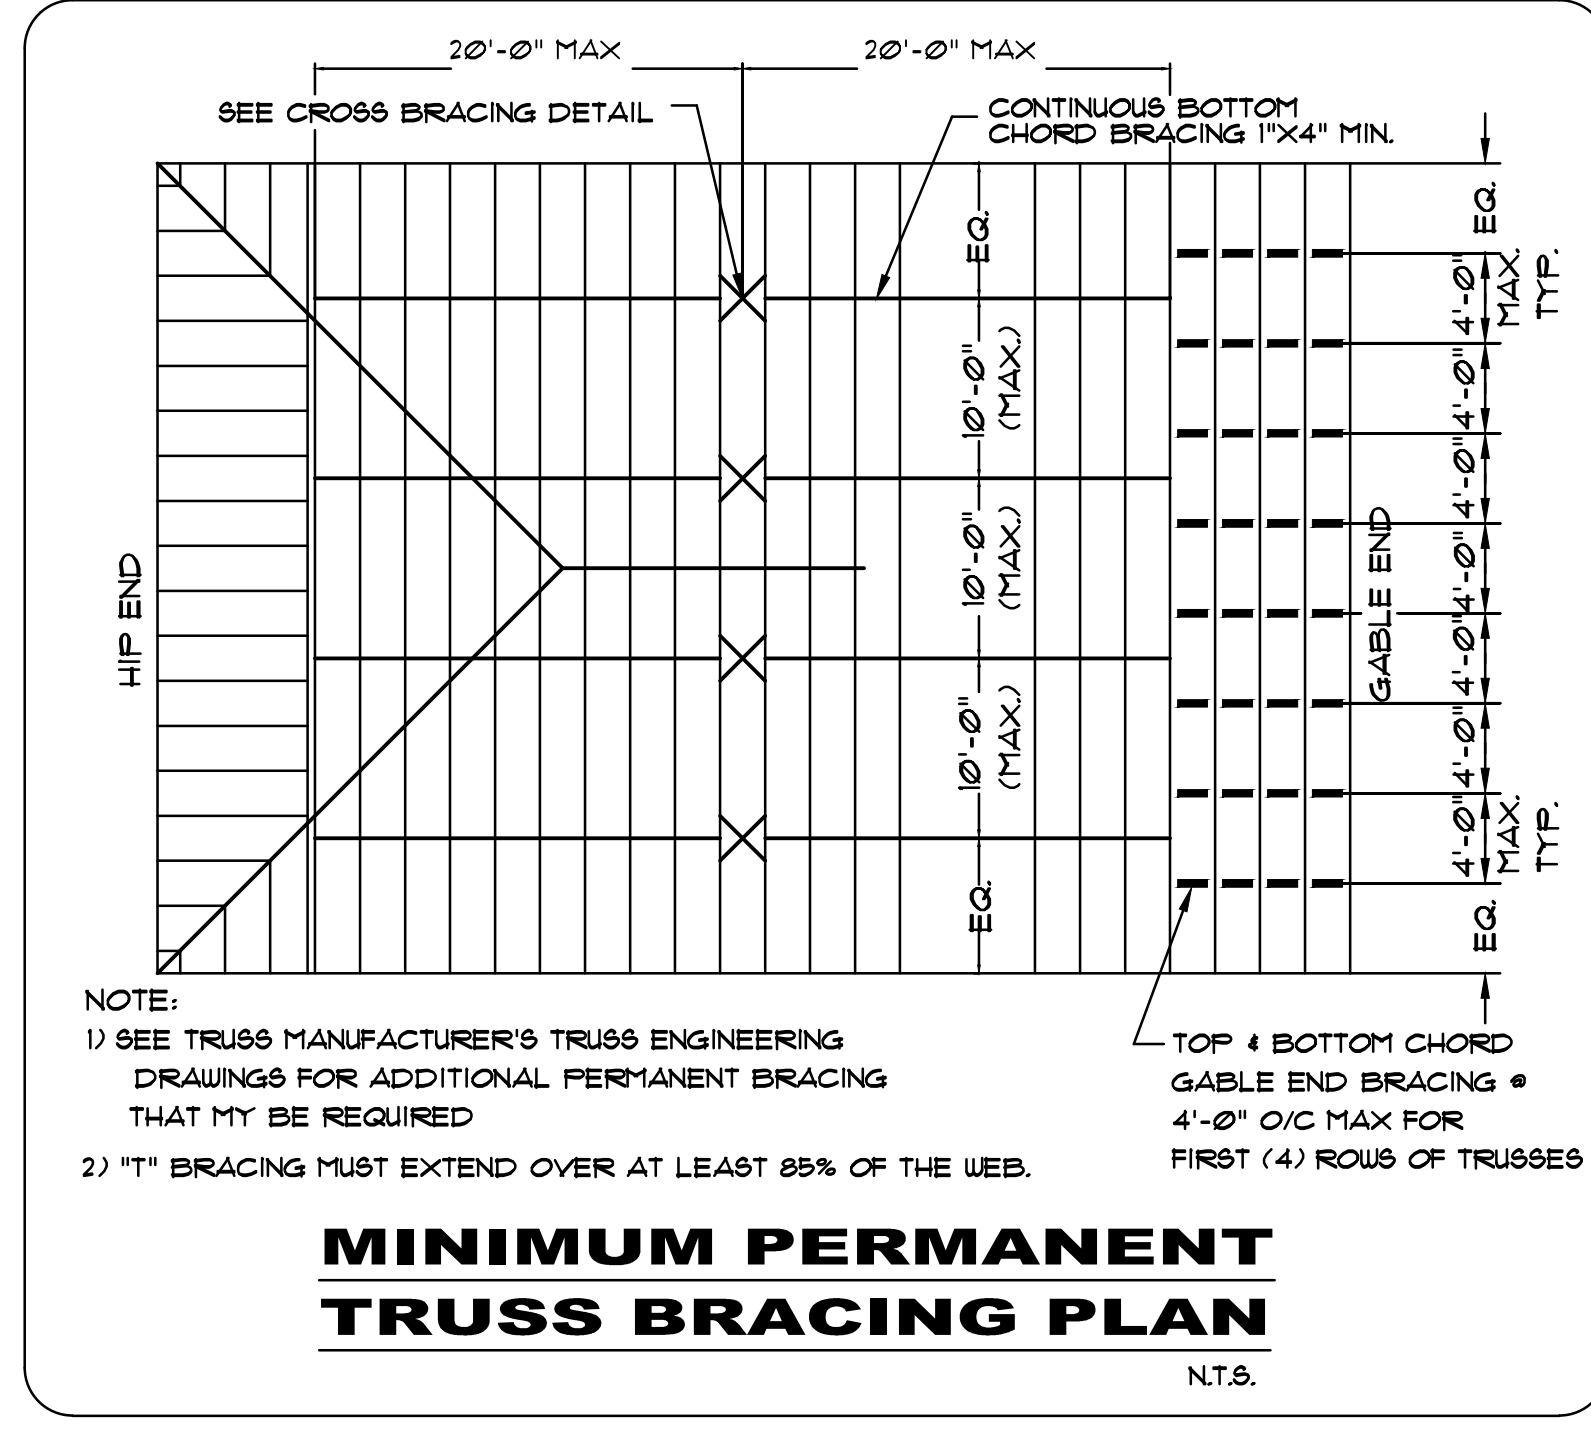 20'-0" MAX
20'-0" MAX
SEE CROSS BRACING DETAIL
CONTINUOUS BOTTOM
CHORD BRACING 1"X4" MIN.
EQ.
10'-0"
(MAX.)
10'-0"
(MAX.)
10'-0"
(MAX.)
EQ.
HIP END
GABLE END
EQ.
4'-0"
MAX.
TYP.
4'-0"
4'-0"
4'-0"
4'-0"
4'-0"
4'-0"
MAX.
TYP.
EQ.
NOTE:
1) SEE TRUSS MANUFACTURER'S TRUSS ENGINEERING
DRAWINGS FOR ADDITIONAL PERMANENT BRACING
THAT MY BE REQUIRED
2) "T" BRACING MUST EXTEND OVER AT LEAST 85% OF THE WEB.
TOP & BOTTOM CHORD
GABLE END BRACING @
4'-0" O/C MAX FOR
FIRST (4) ROWS OF TRUSSES
MINIMUM PERMANENT
TRUSS BRACING PLAN
N.T.S.